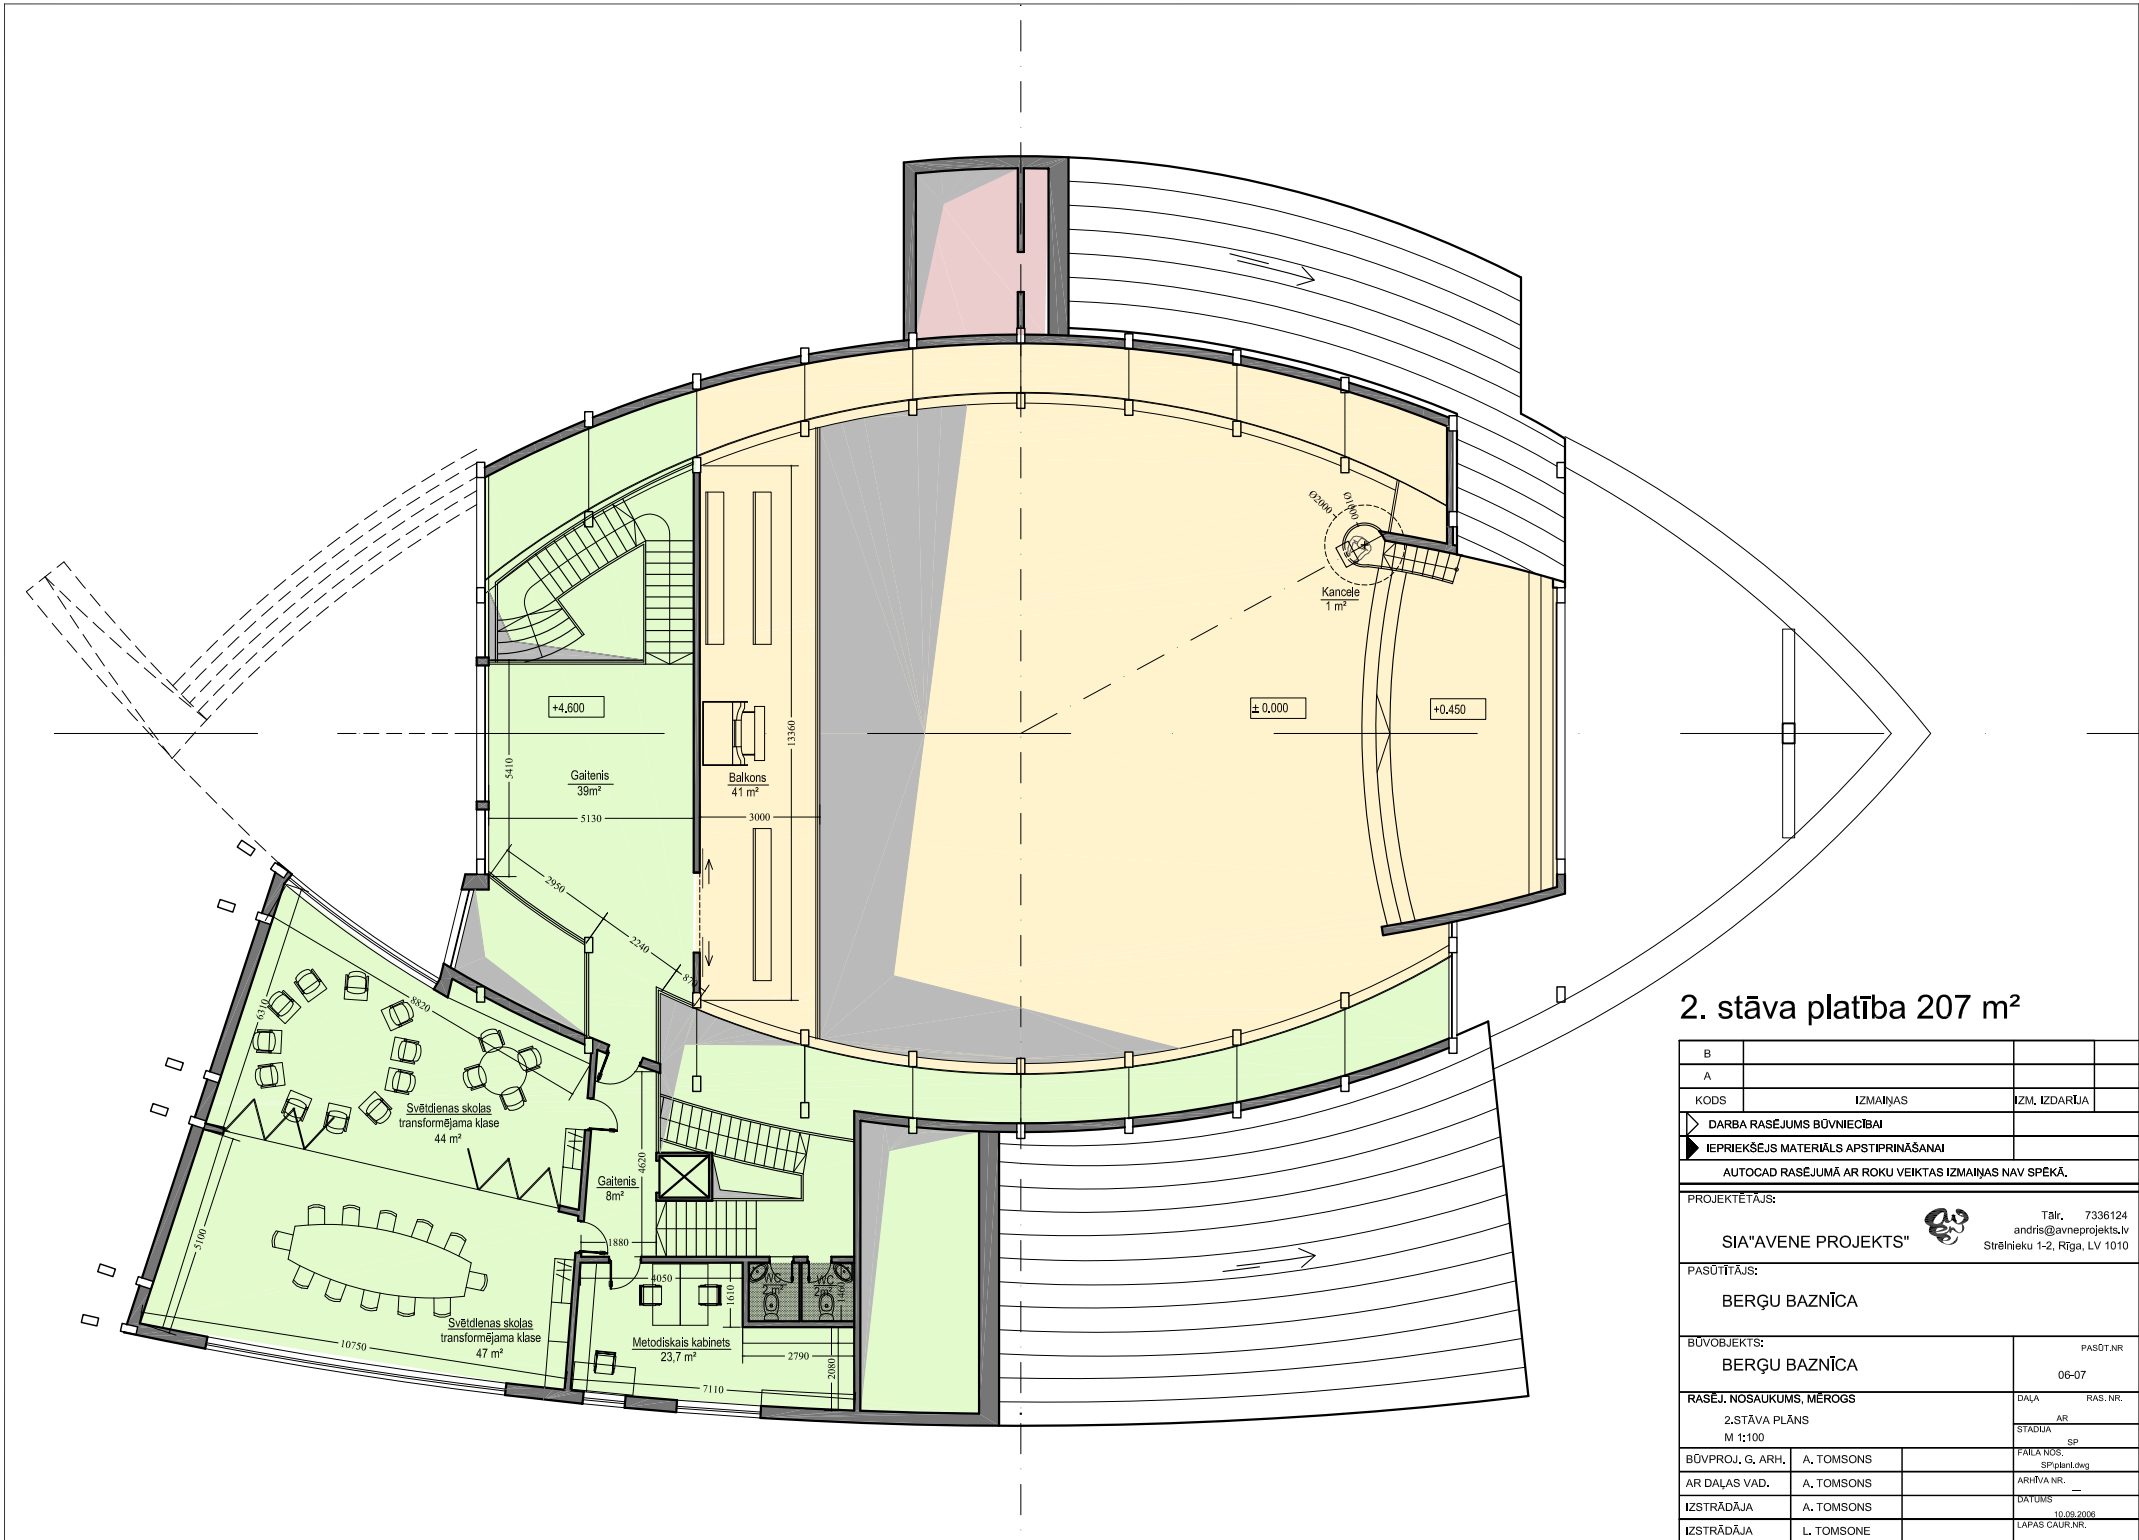 Ø2000
Ø1000
Kancele
1 m²
+4.600
± 0.000
+0.450
13360
5410
Gaitenis
39m²
Balkons
41 m²
5130
3000
2950
2240
870
8820
6310
Svētdienas skolas
transformējama klase
44 m²
4620
Gaitenis
8m²
5100
1880
4050
1610
WC
2 m²
WC
2m²
Svētdienas skolas
transformējama klase
47 m²
10750
Metodiskais kabinets
23,7 m²
2790
2080
7110
2. stāva platība 207 m²
B
A
KODS IZMAIŅAS IZM. IZDARĪJA
DARBA RASĒJUMS BŪVNIECĪBAI
IEPRIEKŠĒJS MATERIĀLS APSTIPRINĀŠANAI
AUTOCAD RASĒJUMĀ AR ROKU VEIKTAS IZMAIŅAS NAV SPĒKĀ.
PROJEKTĒTĀJS:
Tālr. 7336124
andris@avneprojekts.lv
SIA"AVENE PROJEKTS"
Strēlnieku 1-2, Rīga, LV 1010
PASŪTĪTĀJS:
BERĢU BAZNĪCA
BŪVOBJEKTS:
PASŪT.NR
BERĢU BAZNĪCA
06-07
RASĒJ. NOSAUKUMS, MĒROGS
DAĻA RAS. NR.
2.STĀVA PLĀNS
AR
M 1:100
STADIJA
SP
BŪVPROJ. G. ARH. A. TOMSONS
FAILA NOS.
SP\planI.dwg
AR DAĻAS VAD. A. TOMSONS
ARHĪVA NR.
—
IZSTRĀDĀJA A. TOMSONS
DATUMS
10.09.2006
IZSTRĀDĀJA L. TOMSONE
LAPAS CAUR.NR.